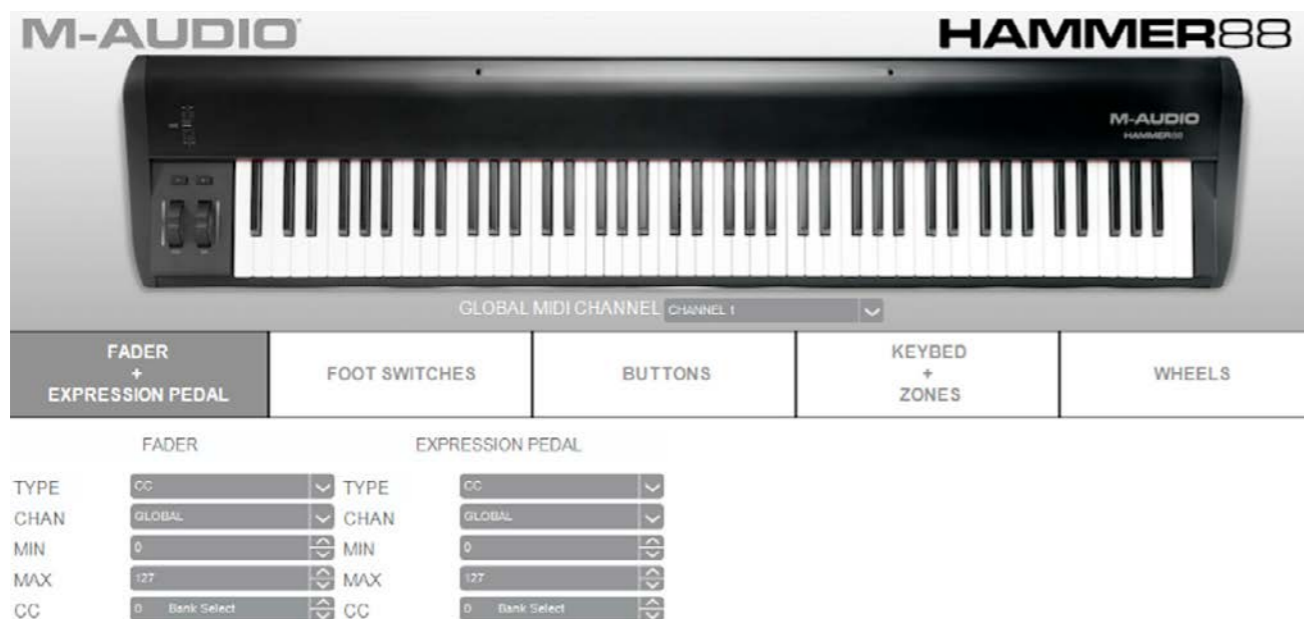 M-AUDIO
HAMMER88
M-AUDIO
HAMMER88
GLOBAL MIDI CHANNEL CHANNEL 1
FADER
+
EXPRESSION PEDAL
FOOT SWITCHES
BUTTONS
KEYBED
+
ZONES
WHEELS
FADER EXPRESSION PEDAL
TYPE CC TYPE CC
CHAN GLOBAL CHAN GLOBAL
MIN 0 MIN 0
MAX 127 MAX 127
CC 0 Bank Select CC 0 Bank Select